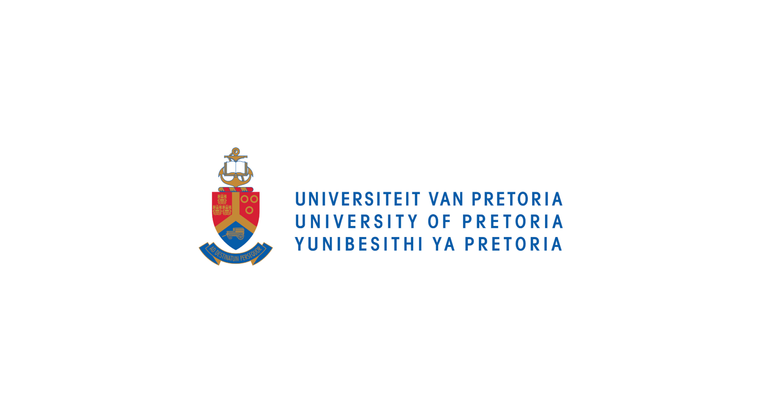 UNIVERSITEIT VAN PRETORIA
UNIVERSITY OF PRETORIA
YUNIBESITHI YA PRETORIA